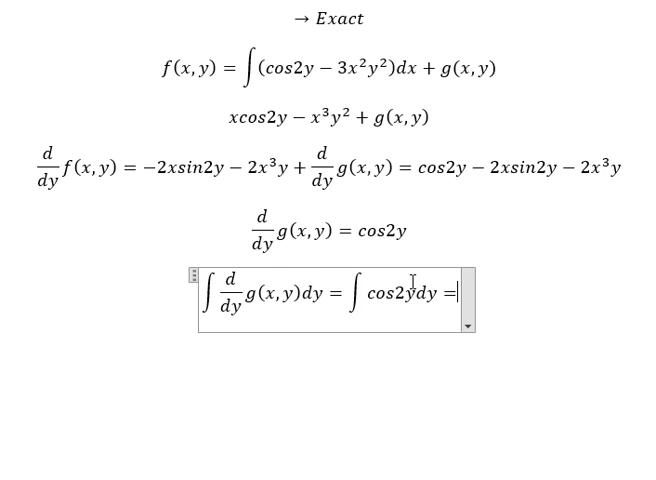 → Exact
f(x,y) = ∫(cos2y − 3x²y²)dx + g(x,y)
xcos2y − x³y² + g(x,y)
d/dy f(x,y) = −2xsin2y − 2x³y + d/dy g(x,y) = cos2y − 2xsin2y − 2x³y
d/dy g(x,y) = cos2y
∫ d/dy g(x,y)dy = ∫ cos2ydy =